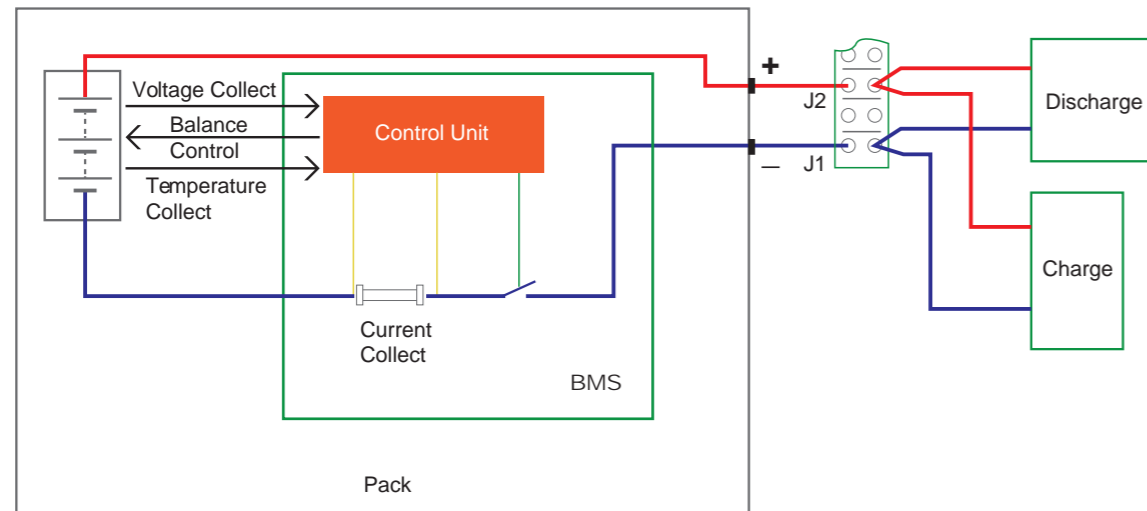 Voltage Collect
Balance
Control
Temperature
Collect
Control Unit
Current
Collect
BMS
Pack
+
−
J2
J1
Discharge
Charge